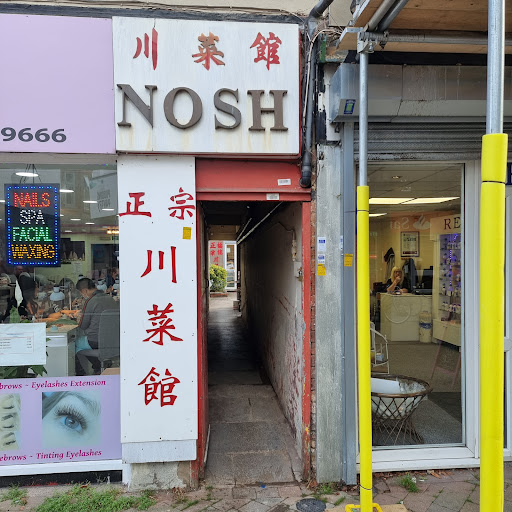 川菜館
NOSH
9666
正宗
川
菜
館
NAILS
SPA
FACIAL
WAXING
RE
brows - Eyelashes Extension
ebrows - Tinting Eyelashes